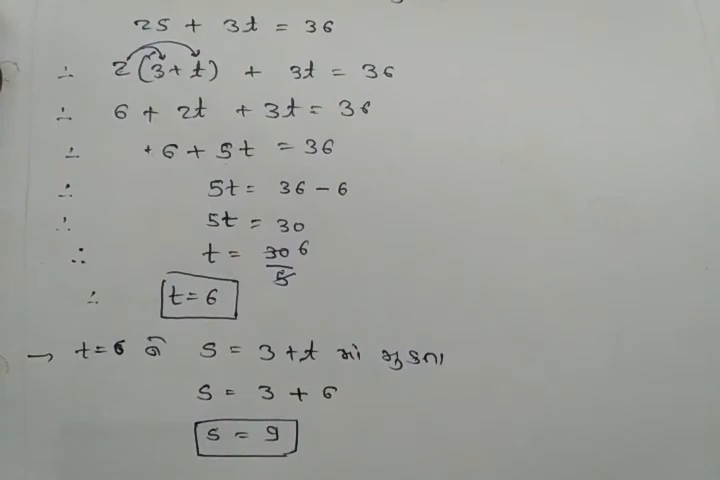 2s + 3t = 36
∴ 2(3 + t) + 3t = 36
∴ 6 + 2t + 3t = 36
∴ +6 + 5t = 36
∴ 5t = 36 - 6
∴ 5t = 30
∴ t = 30/5 6
∴ t = 6
→ t = 6 ને s = 3 + t માં મુકતા
s = 3 + 6
s = 9